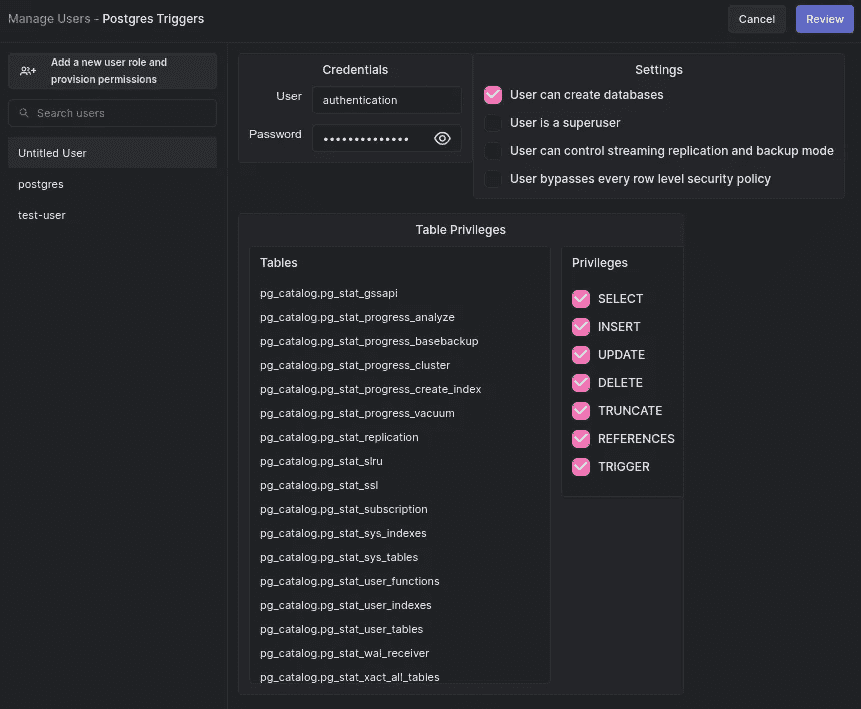 Manage Users - Postgres Triggers
Cancel
Review
Add a new user role and
provision permissions
Search users
Untitled User
postgres
test-user
Credentials
User
authentication
Password
••••••••••••••
Settings
User can create databases
User is a superuser
User can control streaming replication and backup mode
User bypasses every row level security policy
Table Privileges
Tables
pg_catalog.pg_stat_gssapi
pg_catalog.pg_stat_progress_analyze
pg_catalog.pg_stat_progress_basebackup
pg_catalog.pg_stat_progress_cluster
pg_catalog.pg_stat_progress_create_index
pg_catalog.pg_stat_progress_vacuum
pg_catalog.pg_stat_replication
pg_catalog.pg_stat_slru
pg_catalog.pg_stat_ssl
pg_catalog.pg_stat_subscription
pg_catalog.pg_stat_sys_indexes
pg_catalog.pg_stat_sys_tables
pg_catalog.pg_stat_user_functions
pg_catalog.pg_stat_user_indexes
pg_catalog.pg_stat_user_tables
pg_catalog.pg_stat_wal_receiver
pg_catalog.pg_stat_xact_all_tables
Privileges
SELECT
INSERT
UPDATE
DELETE
TRUNCATE
REFERENCES
TRIGGER